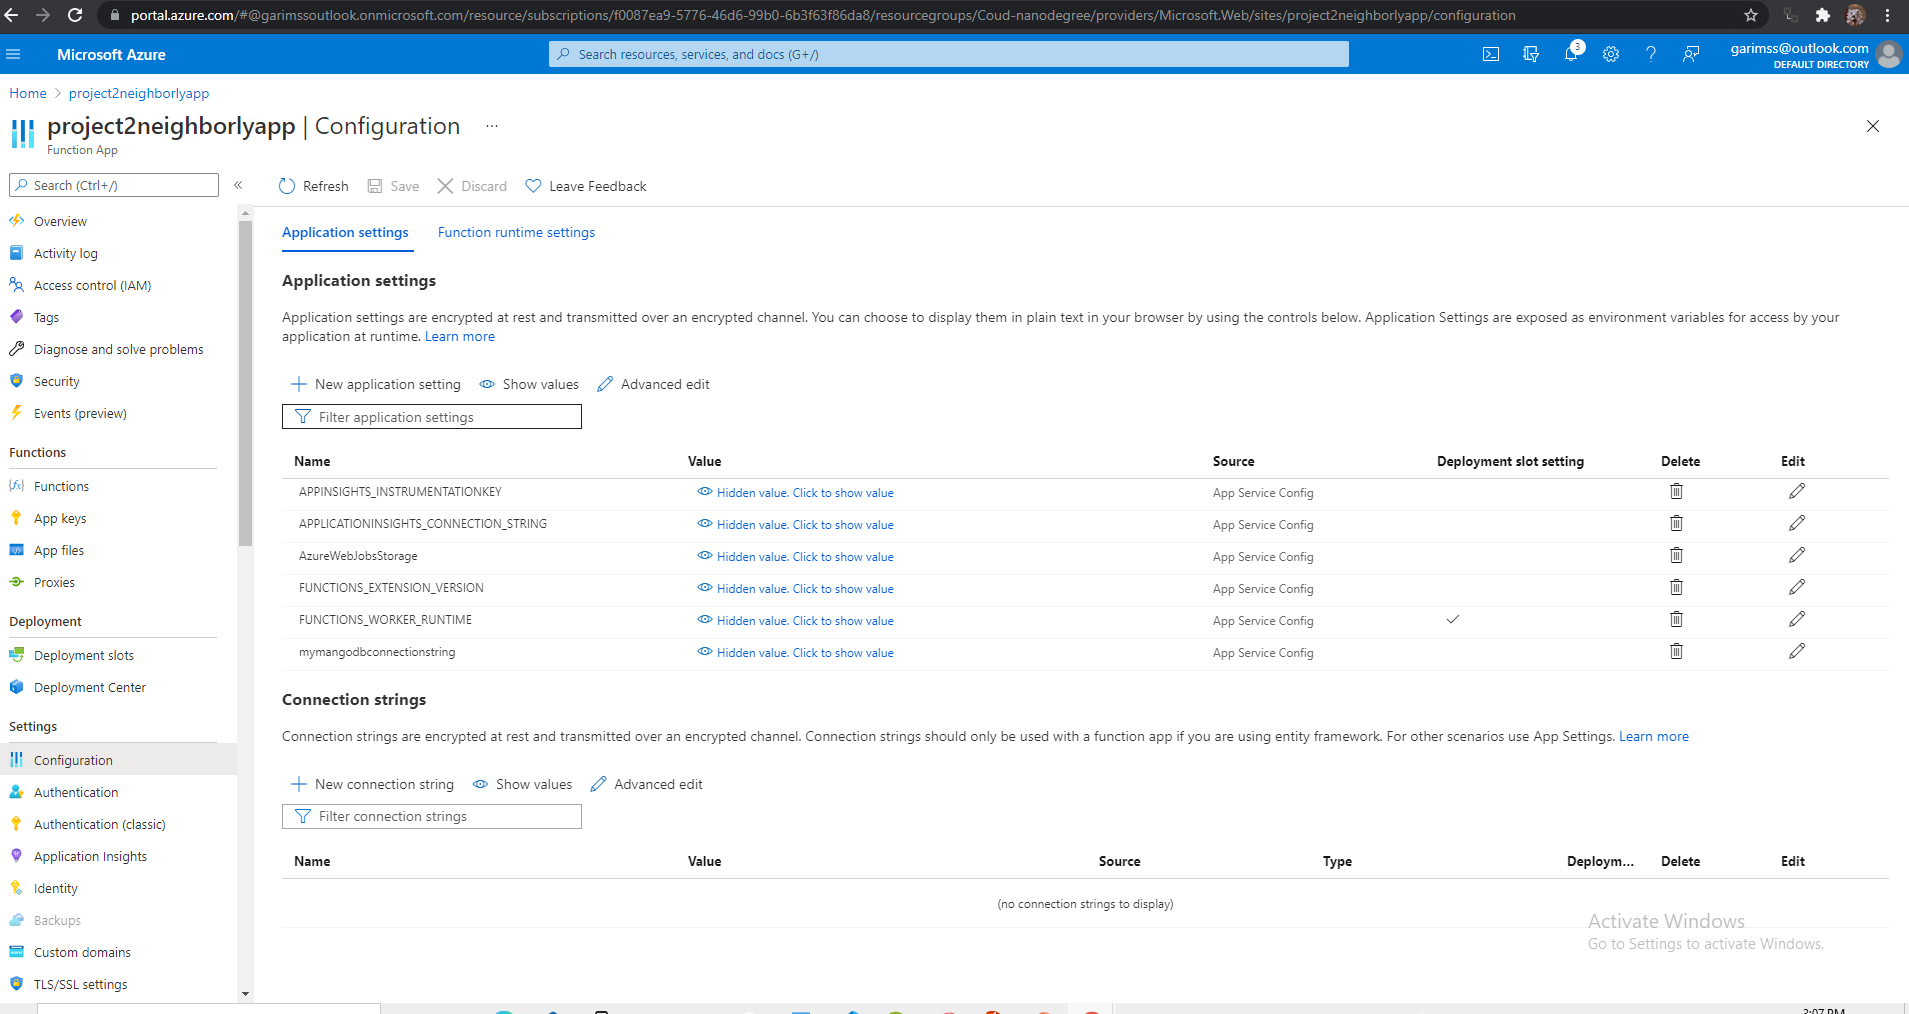 portal.azure.com/#@garimssoutlook.onmicrosoft.com/resource/subscriptions/f0087ea9-5776-46d6-99b0-6b3f63f86da8/resourcegroups/Coud-nanodegree/providers/Microsoft.Web/sites/project2neighborlyapp/configuration
Microsoft Azure
Search resources, services, and docs (G+/)
3
garimss@outlook.com
DEFAULT DIRECTORY
Home > project2neighborlyapp
project2neighborlyapp | Configuration ...
Function App
Search (Ctrl+/)
«
Refresh Save Discard Leave Feedback
Overview
Activity log
Access control (IAM)
Tags
Diagnose and solve problems
Security
Events (preview)
Functions
Functions
App keys
App files
Proxies
Deployment
Deployment slots
Deployment Center
Settings
Configuration
Authentication
Authentication (classic)
Application Insights
Identity
Backups
Custom domains
TLS/SSL settings
Application settings Function runtime settings
Application settings
Application settings are encrypted at rest and transmitted over an encrypted channel. You can choose to display them in plain text in your browser by using the controls below. Application Settings are exposed as environment variables for access by your
application at runtime. Learn more
New application setting Show values Advanced edit
Filter application settings
Name Value Source Deployment slot setting Delete Edit
APPINSIGHTS_INSTRUMENTATIONKEY Hidden value. Click to show value App Service Config
APPLICATIONINSIGHTS_CONNECTION_STRING Hidden value. Click to show value App Service Config
AzureWebJobsStorage Hidden value. Click to show value App Service Config
FUNCTIONS_EXTENSION_VERSION Hidden value. Click to show value App Service Config
FUNCTIONS_WORKER_RUNTIME Hidden value. Click to show value App Service Config
mymangodbconnectionstring Hidden value. Click to show value App Service Config
Connection strings
Connection strings are encrypted at rest and transmitted over an encrypted channel. Connection strings should only be used with a function app if you are using entity framework. For other scenarios use App Settings. Learn more
New connection string Show values Advanced edit
Filter connection strings
Name Value Source Type Deploym... Delete Edit
(no connection strings to display)
Activate Windows
Go to Settings to activate Windows.